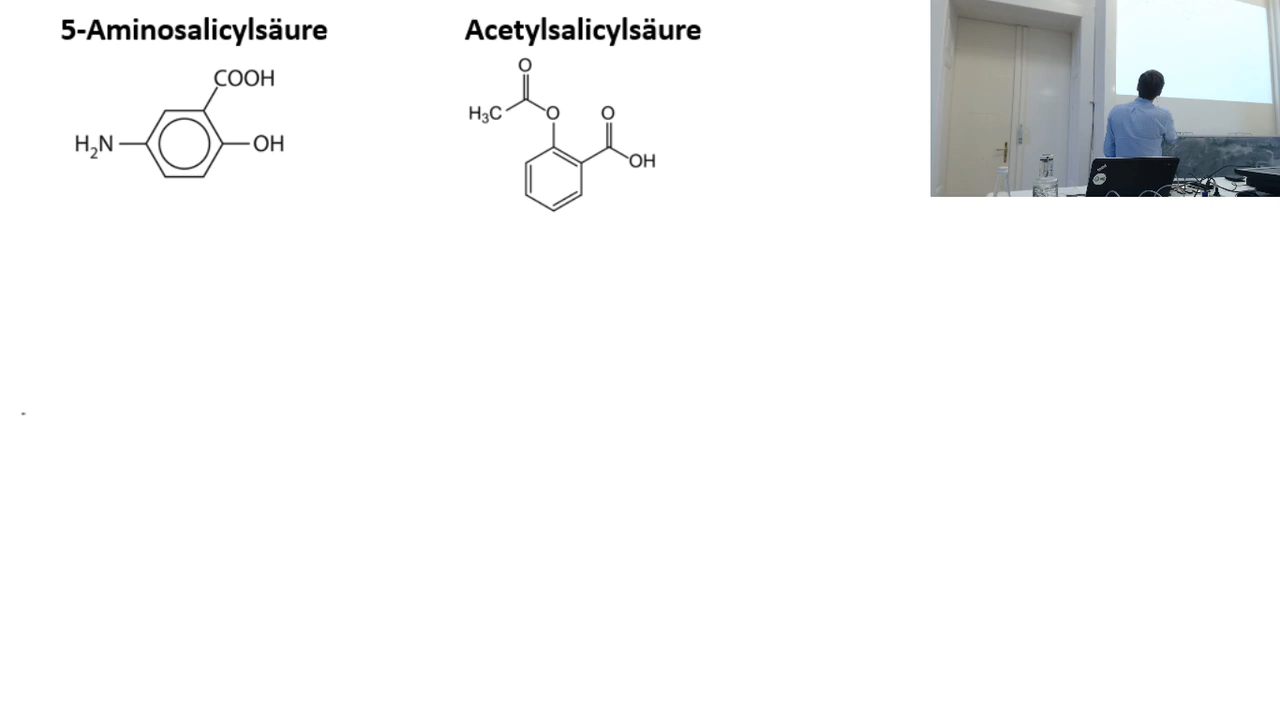 5-Aminosalicylsäure
COOH
H₂N
OH
Acetylsalicylsäure
O
H₃C
O
O
OH